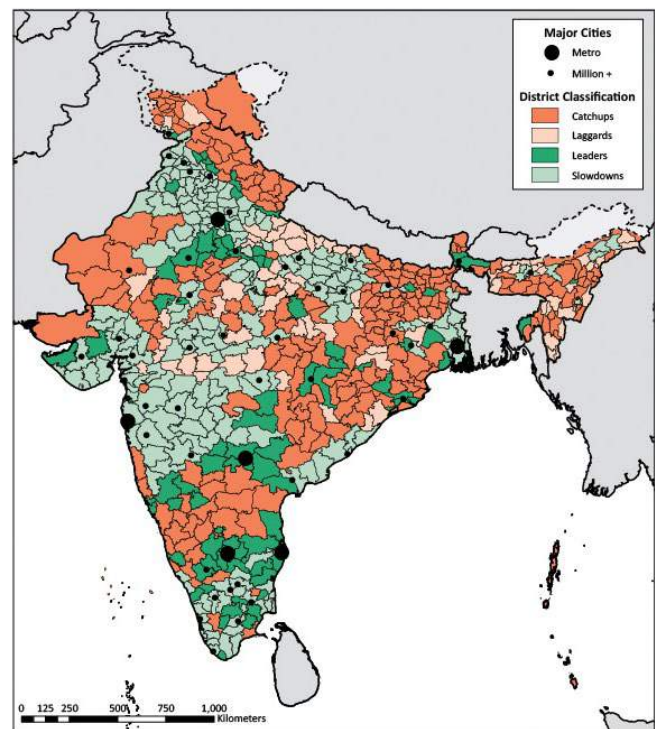 Major Cities
Metro
Million +
District Classification
Catchups
Laggards
Leaders
Slowdowns
0 125 250 500 750 1,000
Kilometers